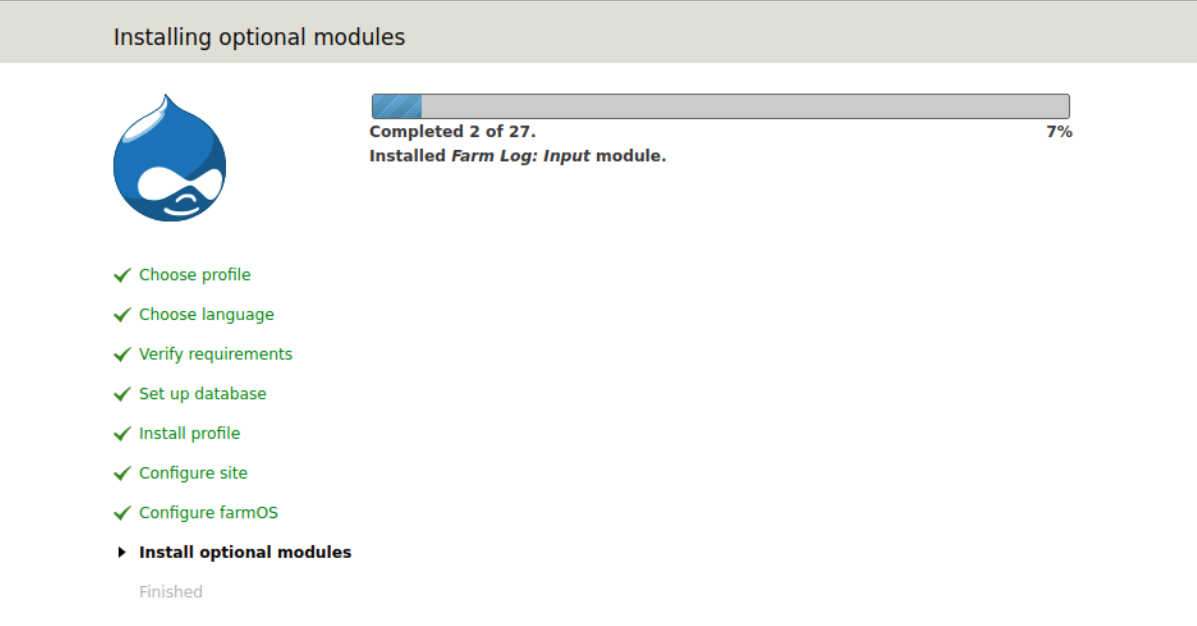 Installing optional modules
Completed 2 of 27. 7%
Installed Farm Log: Input module.
Choose profile
Choose language
Verify requirements
Set up database
Install profile
Configure site
Configure farmOS
Install optional modules
Finished